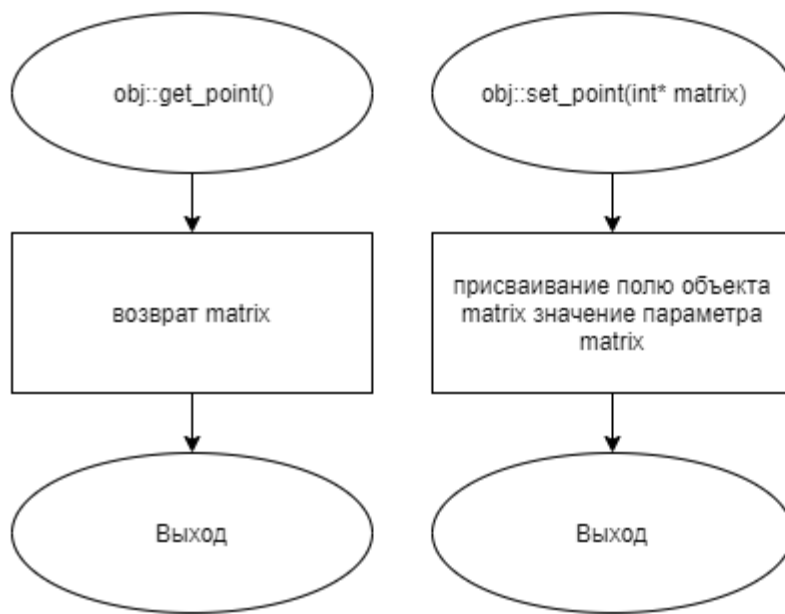 obj::get_point()
возврат matrix
Выход
obj::set_point(int* matrix)
присваивание полю объекта
matrix значение параметра
matrix
Выход